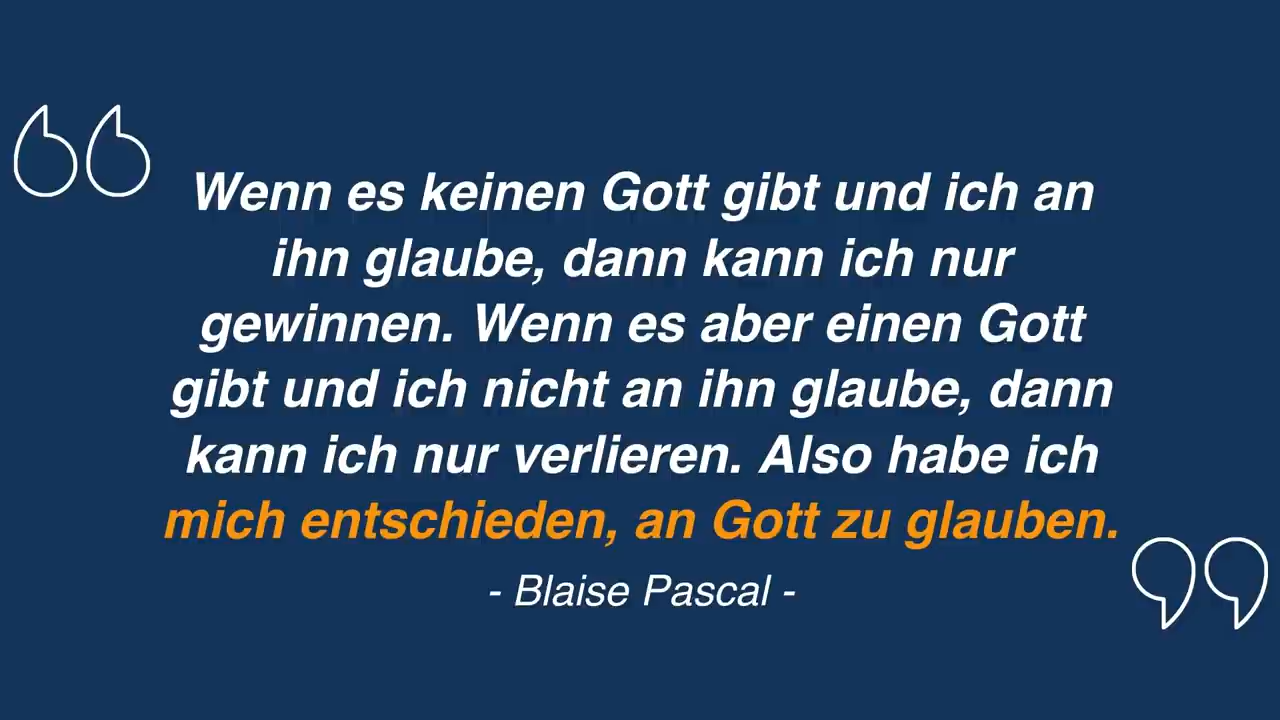 Wenn es keinen Gott gibt und ich an
ihn glaube, dann kann ich nur
gewinnen. Wenn es aber einen Gott
gibt und ich nicht an ihn glaube, dann
kann ich nur verlieren. Also habe ich
mich entschieden, an Gott zu glauben.
- Blaise Pascal -